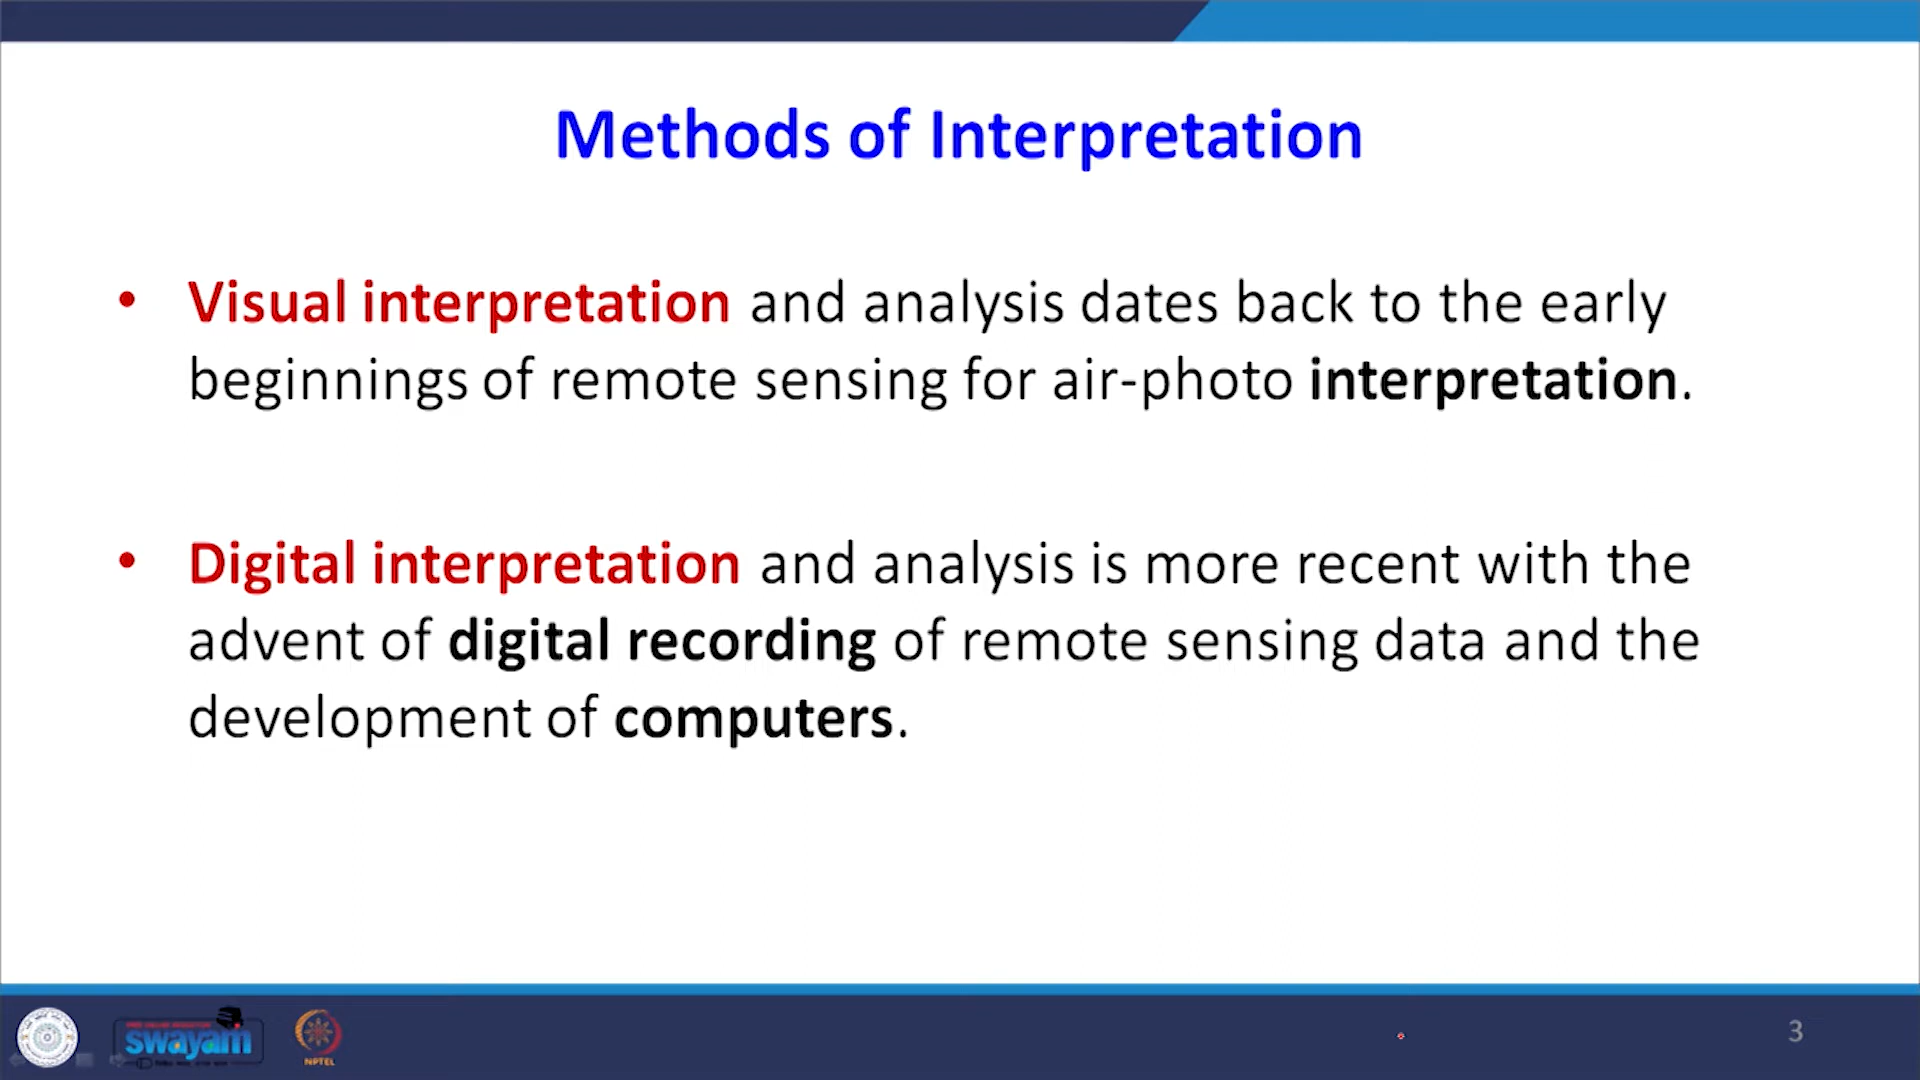 Methods of Interpretation
• Visual interpretation and analysis dates back to the early
beginnings of remote sensing for air-photo interpretation.
• Digital interpretation and analysis is more recent with the
advent of digital recording of remote sensing data and the
development of computers.
swayam
NPTEL
3